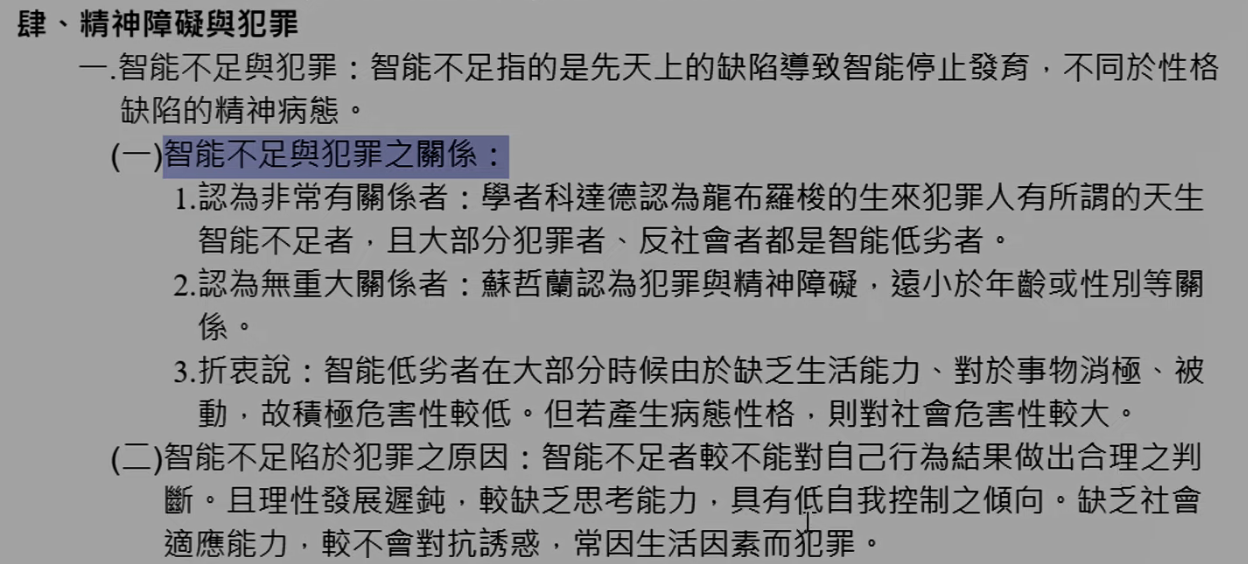 肆、精神障礙與犯罪
一.智能不足與犯罪：智能不足指的是先天上的缺陷導致智能停止發育，不同於性格
缺陷的精神病態。
(一)智能不足與犯罪之關係：
1.認為非常有關係者：學者科達德認為龍布羅梭的生來犯罪人有所謂的天生
智能不足者，且大部分犯罪者、反社會者都是智能低劣者。
2.認為無重大關係者：蘇哲蘭認為犯罪與精神障礙，遠小於年齡或性別等關
係。
3.折衷說：智能低劣者在大部分時候由於缺乏生活能力、對於事物消極、被
動，故積極危害性較低。但若產生病態性格，則對社會危害性較大。
(二)智能不足陷於犯罪之原因：智能不足者較不能對自己行為結果做出合理之判
斷。且理性發展遲鈍，較缺乏思考能力，具有低自我控制之傾向。缺乏社會
適應能力，較不會對抗誘惑，常因生活因素而犯罪。